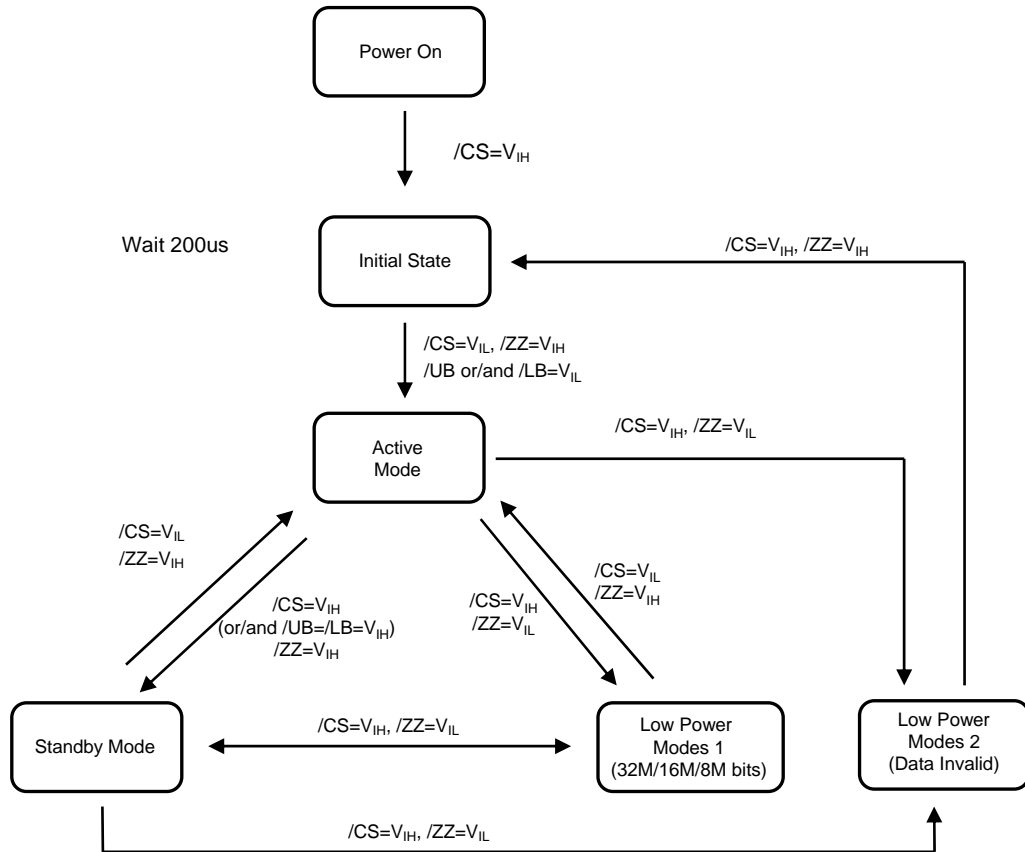 Power On
/CS=VIH
Wait 200us
Initial State
/CS=VIH, /ZZ=VIH
/CS=VIL, /ZZ=VIH
/UB or/and /LB=VIL
Active
Mode
/CS=VIH, /ZZ=VIL
/CS=VIL
/ZZ=VIH
/CS=VIH
(or/and /UB=/LB=VIH)
/ZZ=VIH
/CS=VIH
/ZZ=VIL
/CS=VIL
/ZZ=VIH
Standby Mode
/CS=VIH, /ZZ=VIL
Low Power
Modes 1
(32M/16M/8M bits)
Low Power
Modes 2
(Data Invalid)
/CS=VIH, /ZZ=VIL